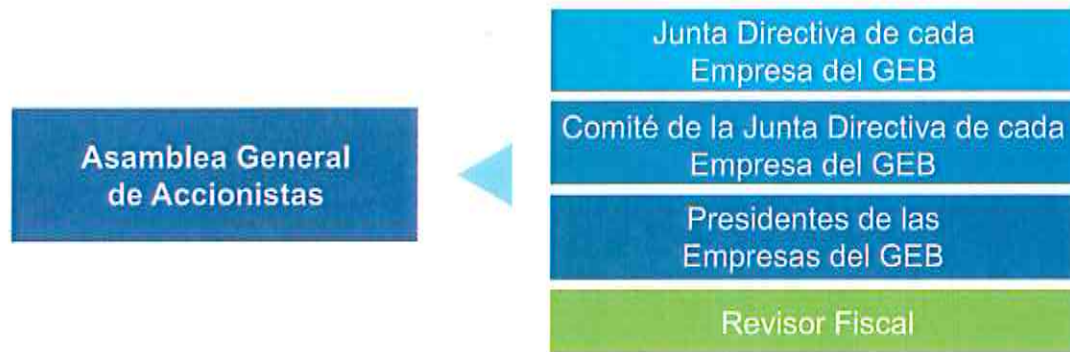 Asamblea General
de Accionistas
Junta Directiva de cada
Empresa del GEB
Comité de la Junta Directiva de cada
Empresa del GEB
Presidentes de las
Empresas del GEB
Revisor Fiscal